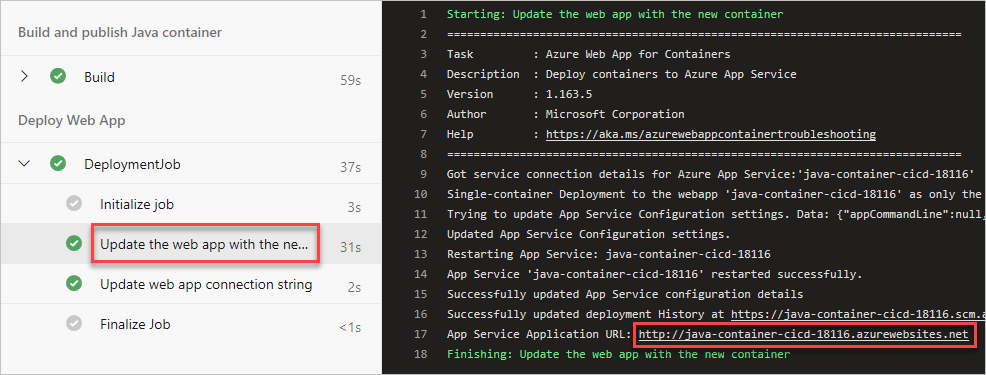 Build and publish Java container
Build 59s
Deploy Web App
DeploymentJob 37s
Initialize job 3s
Update the web app with the ne... 31s
Update web app connection string 2s
Finalize Job <1s
1 Starting: Update the web app with the new container
2 ==============================================================================
3 Task : Azure Web App for Containers
4 Description : Deploy containers to Azure App Service
5 Version : 1.163.5
6 Author : Microsoft Corporation
7 Help : https://aka.ms/azurewebappcontainertroubleshooting
8 ==============================================================================
9 Got service connection details for Azure App Service:'java-container-cicd-18116'
10 Single-container Deployment to the webapp 'java-container-cicd-18116' as only the
11 Trying to update App Service Configuration settings. Data: {"appCommandLine":null,
12 Updated App Service Configuration settings.
13 Restarting App Service: java-container-cicd-18116
14 App Service 'java-container-cicd-18116' restarted successfully.
15 Successfully updated App Service configuration details
16 Successfully updated deployment History at https://java-container-cicd-18116.scm.a
17 App Service Application URL: http://java-container-cicd-18116.azurewebsites.net
18 Finishing: Update the web app with the new container